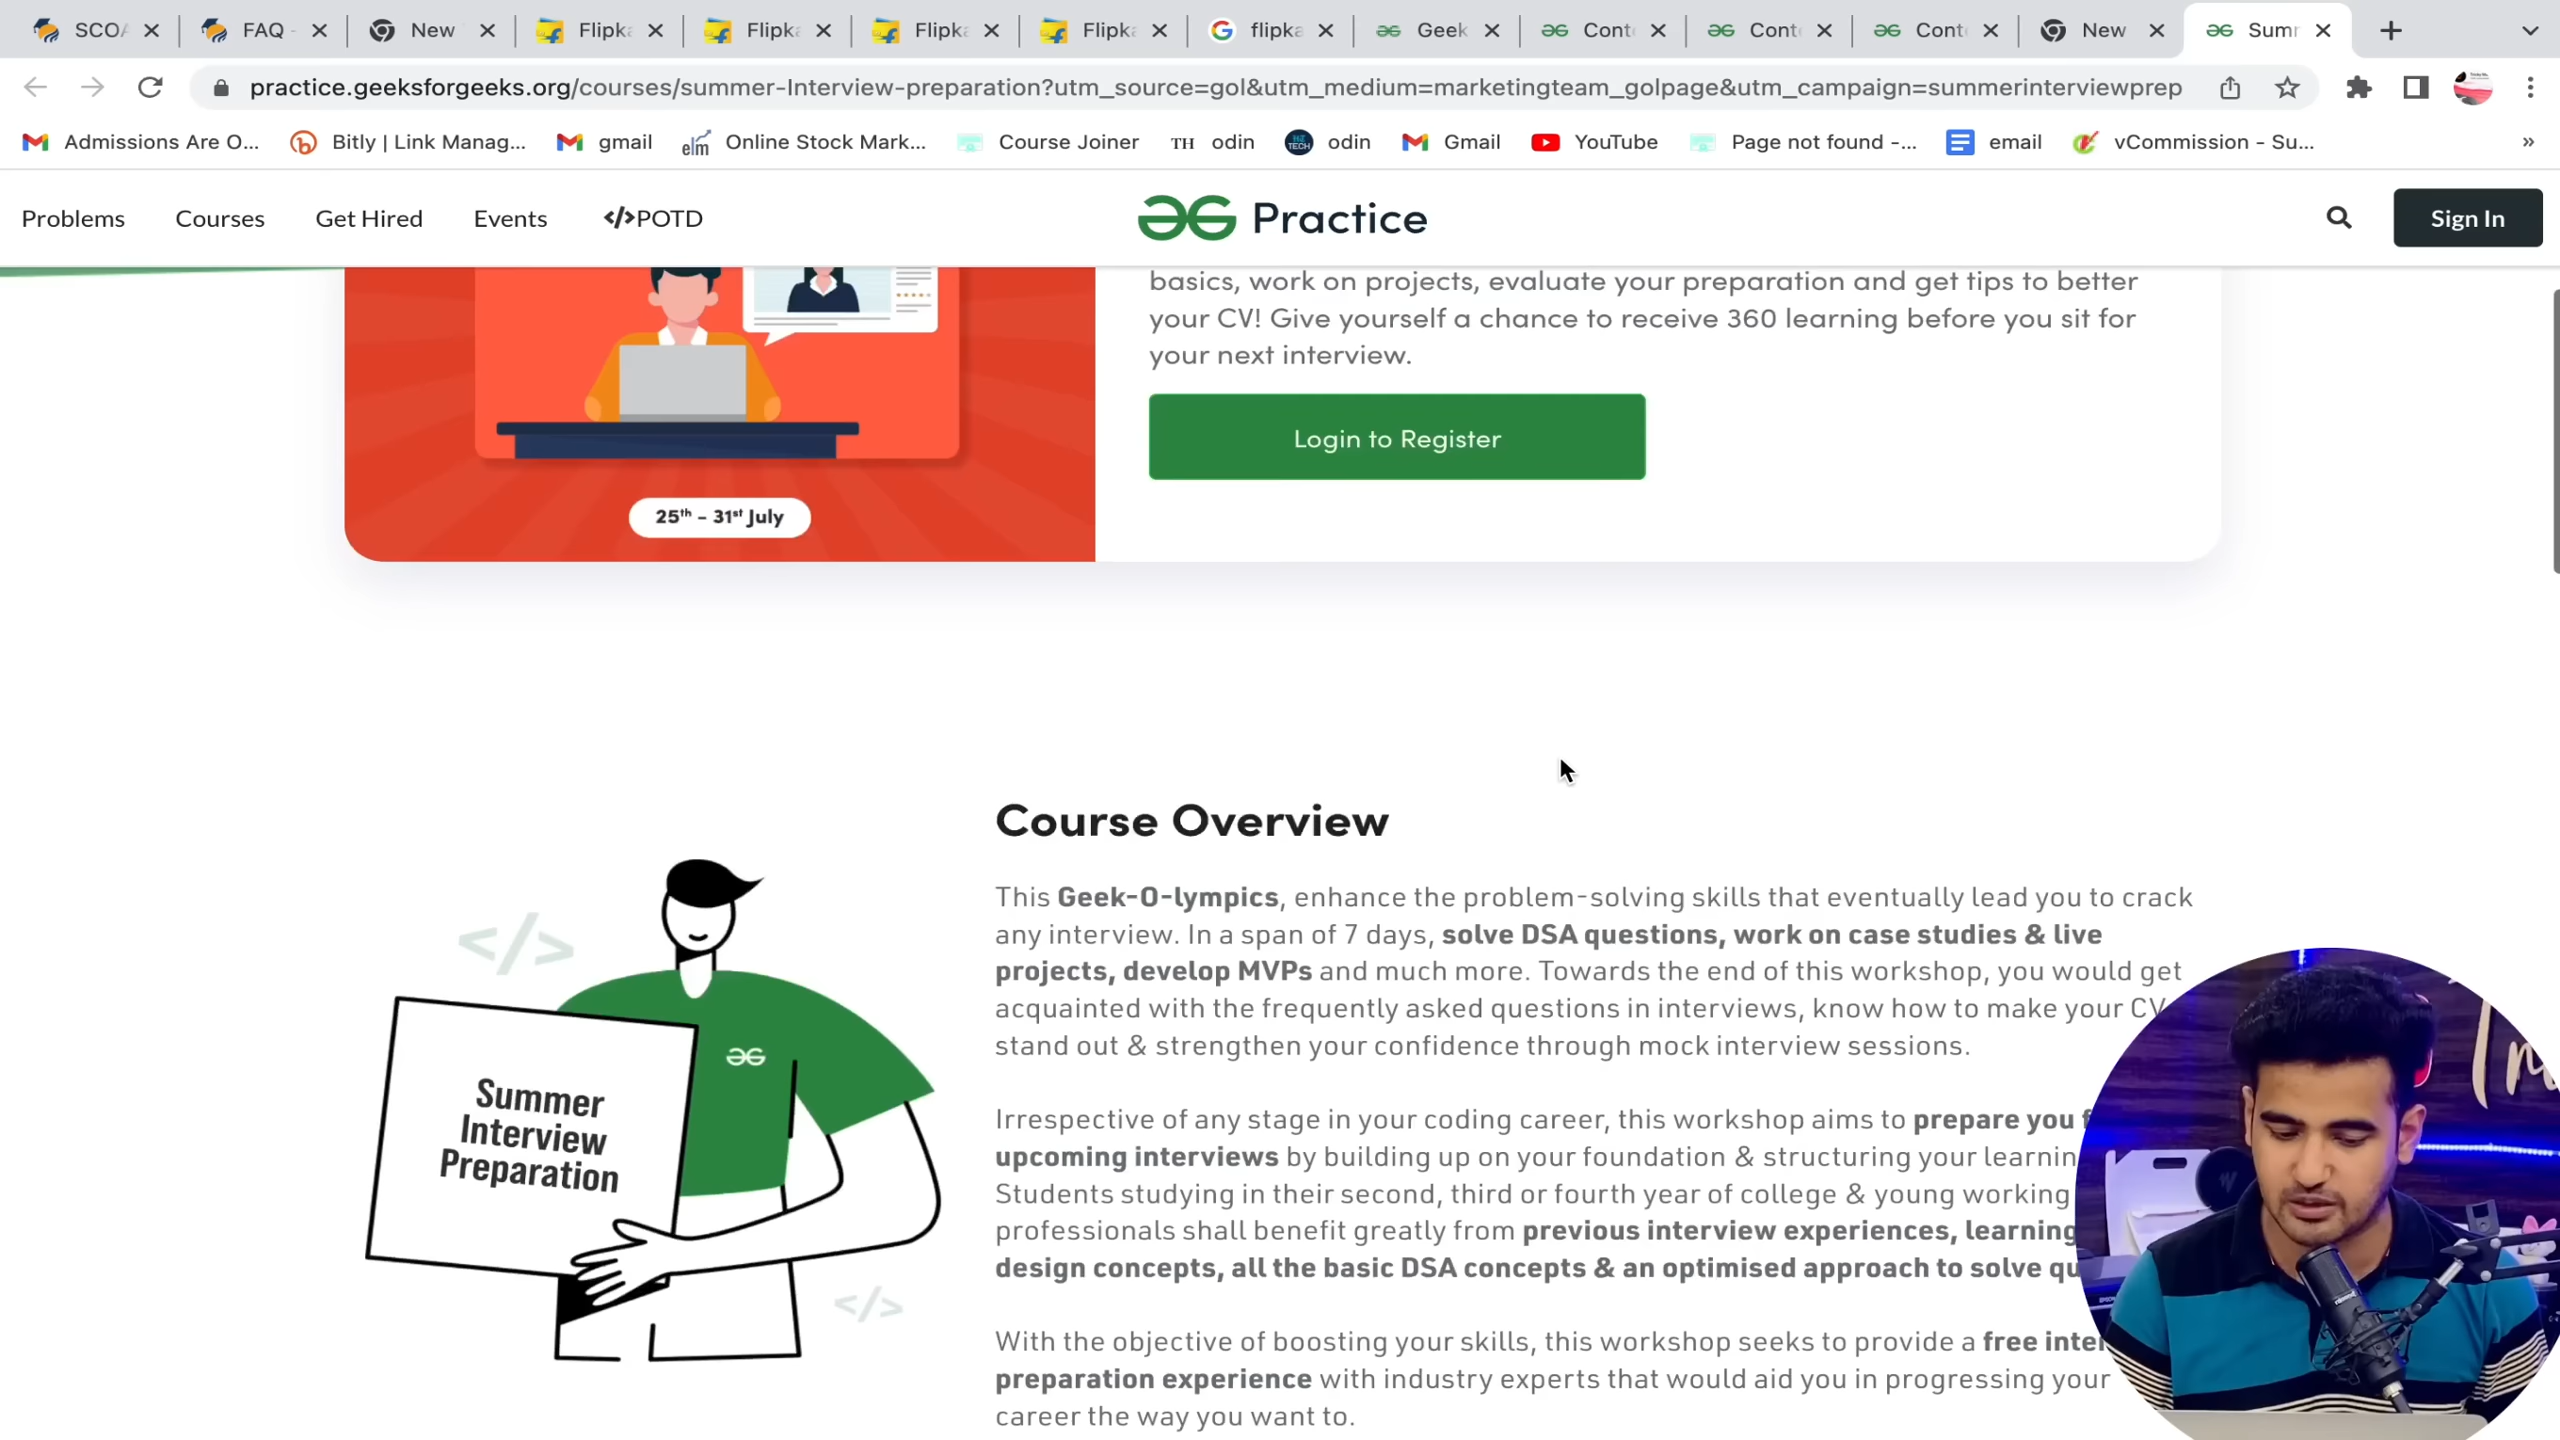 SCOA
FAQ -
New
Flipka
Flipka
Flipka
Flipka
flipka
Geek
Cont
Cont
Cont
New
Sum
practice.geeksforgeeks.org/courses/summer-Interview-preparation?utm_source=gol&utm_medium=marketingteam_golpage&utm_campaign=summerinterviewprep
Admissions Are O...
Bitly | Link Manag...
gmail
elm Online Stock Mark...
Course Joiner
TH odin
odin
Gmail
YouTube
Page not found -...
email
vCommission - Su...
»
Problems
Courses
Get Hired
Events
</>POTD
Practice
Sign In
basics, work on projects, evaluate your preparation and get tips to better
your CV! Give yourself a chance to receive 360 learning before you sit for
your next interview.
Login to Register
25th – 31st July
Course Overview
This Geek-O-lympics, enhance the problem-solving skills that eventually lead you to crack
any interview. In a span of 7 days, solve DSA questions, work on case studies & live
projects, develop MVPs and much more. Towards the end of this workshop, you would get
acquainted with the frequently asked questions in interviews, know how to make your CV
stand out & strengthen your confidence through mock interview sessions.
Irrespective of any stage in your coding career, this workshop aims to prepare you f
upcoming interviews by building up on your foundation & structuring your learnin
Students studying in their second, third or fourth year of college & young working
professionals shall benefit greatly from previous interview experiences, learning
design concepts, all the basic DSA concepts & an optimised approach to solve qu
With the objective of boosting your skills, this workshop seeks to provide a free inter
preparation experience with industry experts that would aid you in progressing your
career the way you want to.
</>
Summer
Interview
Preparation
</>